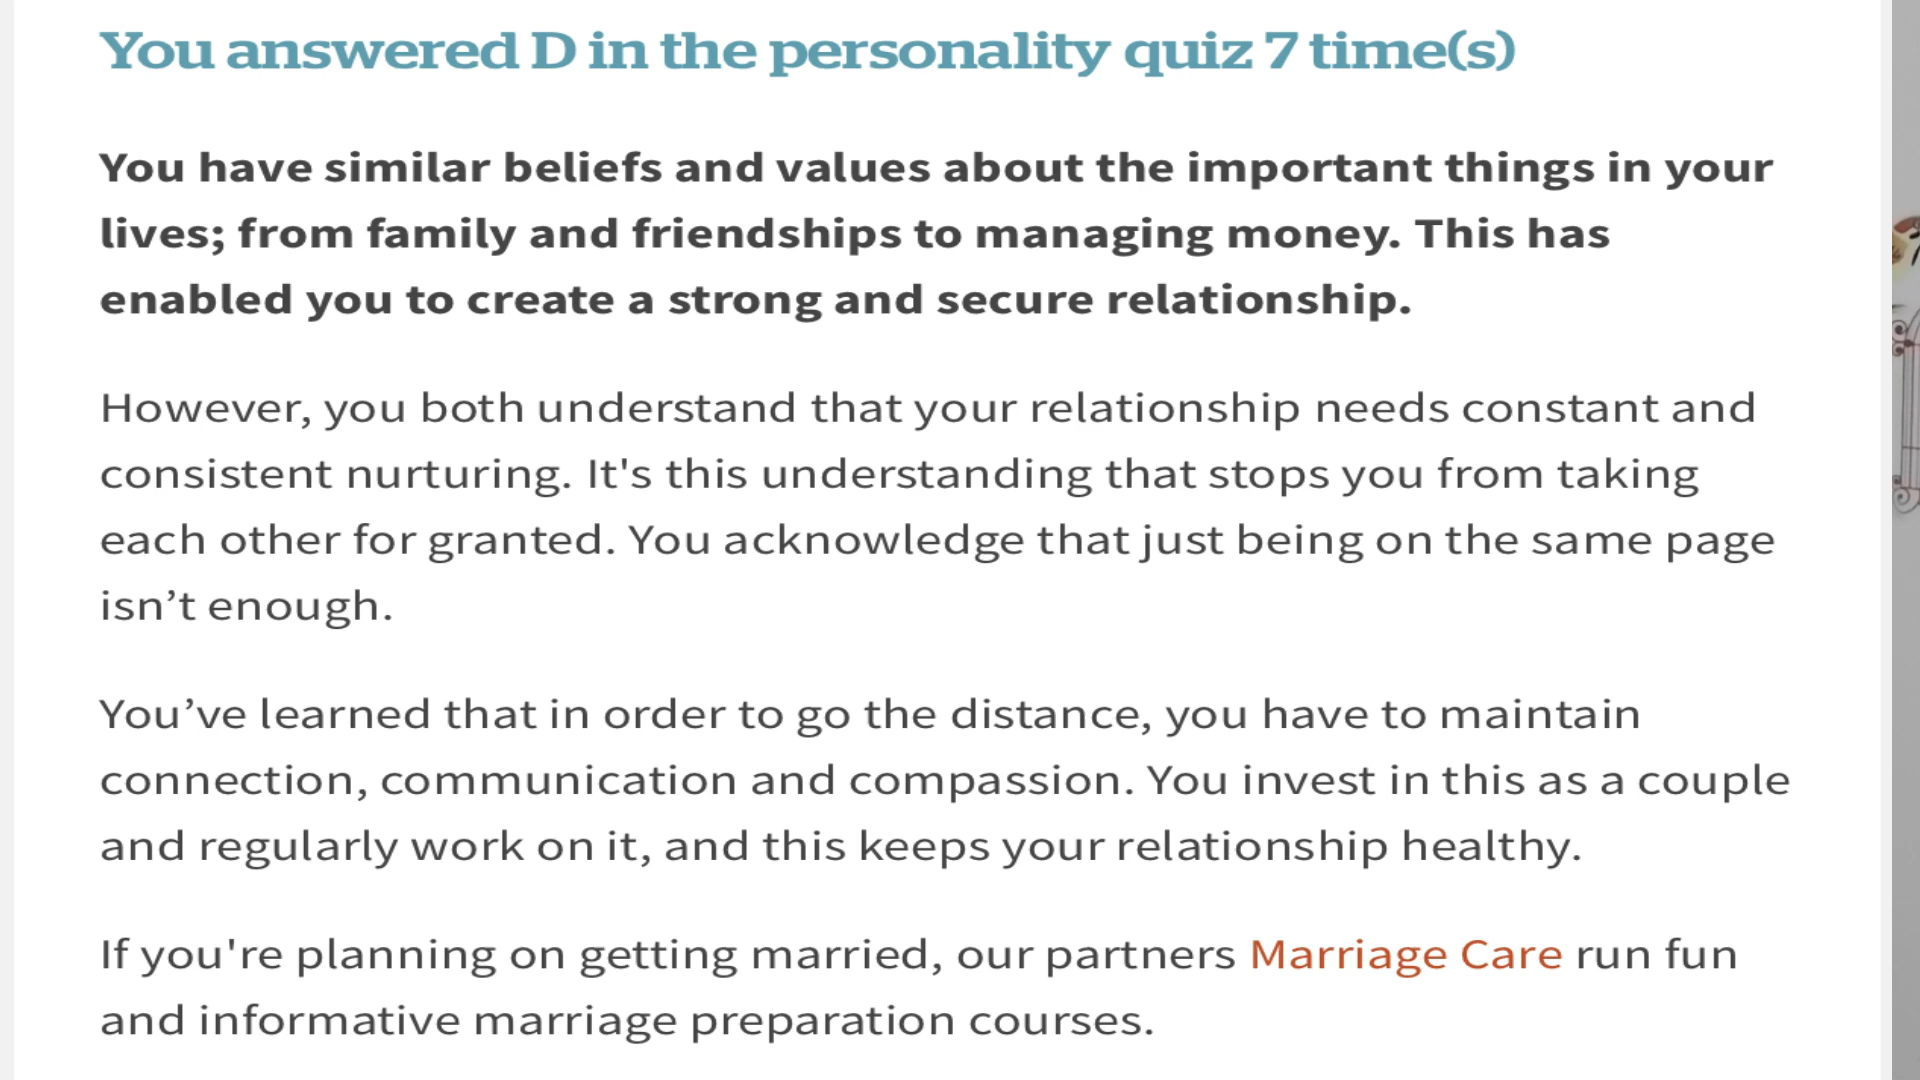 You answered D in the personality quiz 7 time(s)
You have similar beliefs and values about the important things in your
lives; from family and friendships to managing money. This has
enabled you to create a strong and secure relationship.
However, you both understand that your relationship needs constant and
consistent nurturing. It's this understanding that stops you from taking
each other for granted. You acknowledge that just being on the same page
isn’t enough.
You’ve learned that in order to go the distance, you have to maintain
connection, communication and compassion. You invest in this as a couple
and regularly work on it, and this keeps your relationship healthy.
If you're planning on getting married, our partners Marriage Care run fun
and informative marriage preparation courses.